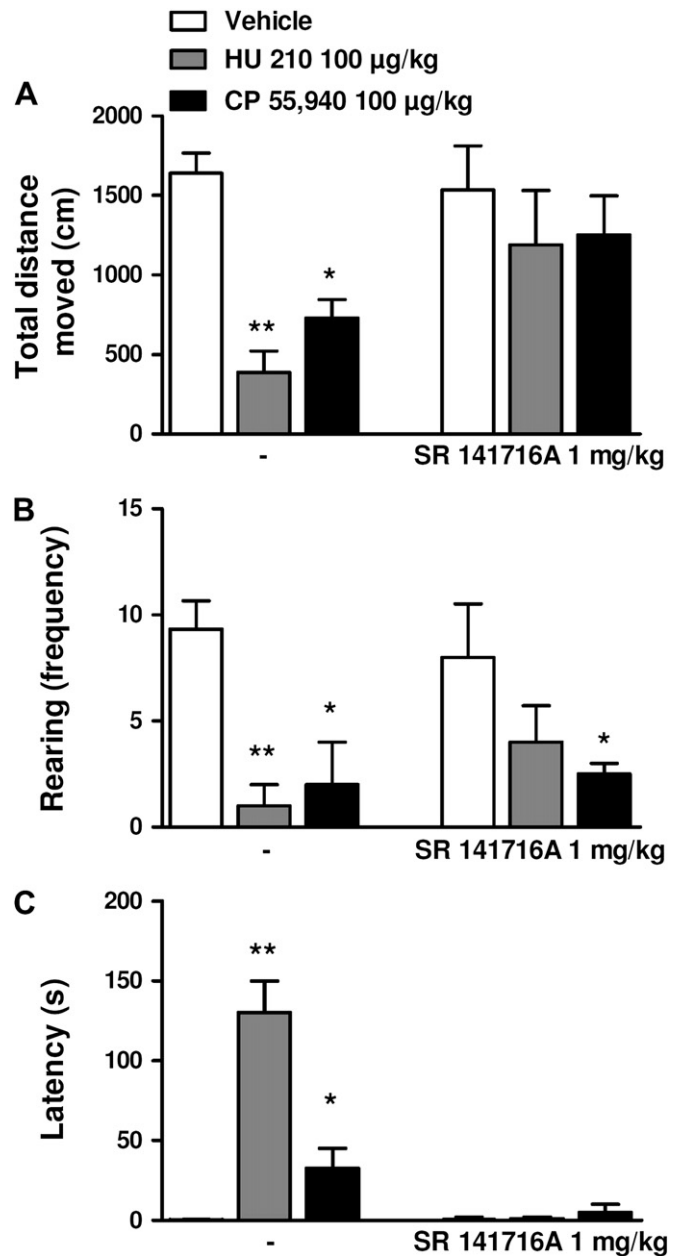 Vehicle
HU 210 100 µg/kg
CP 55,940 100 µg/kg
A
Total distance
moved (cm)
2000
1500
1000
500
0
**
*
-
SR 141716A 1 mg/kg
B
Rearing (frequency)
15
10
5
0
**
*
*
-
SR 141716A 1 mg/kg
C
Latency (s)
200
150
100
50
0
**
*
-
SR 141716A 1 mg/kg